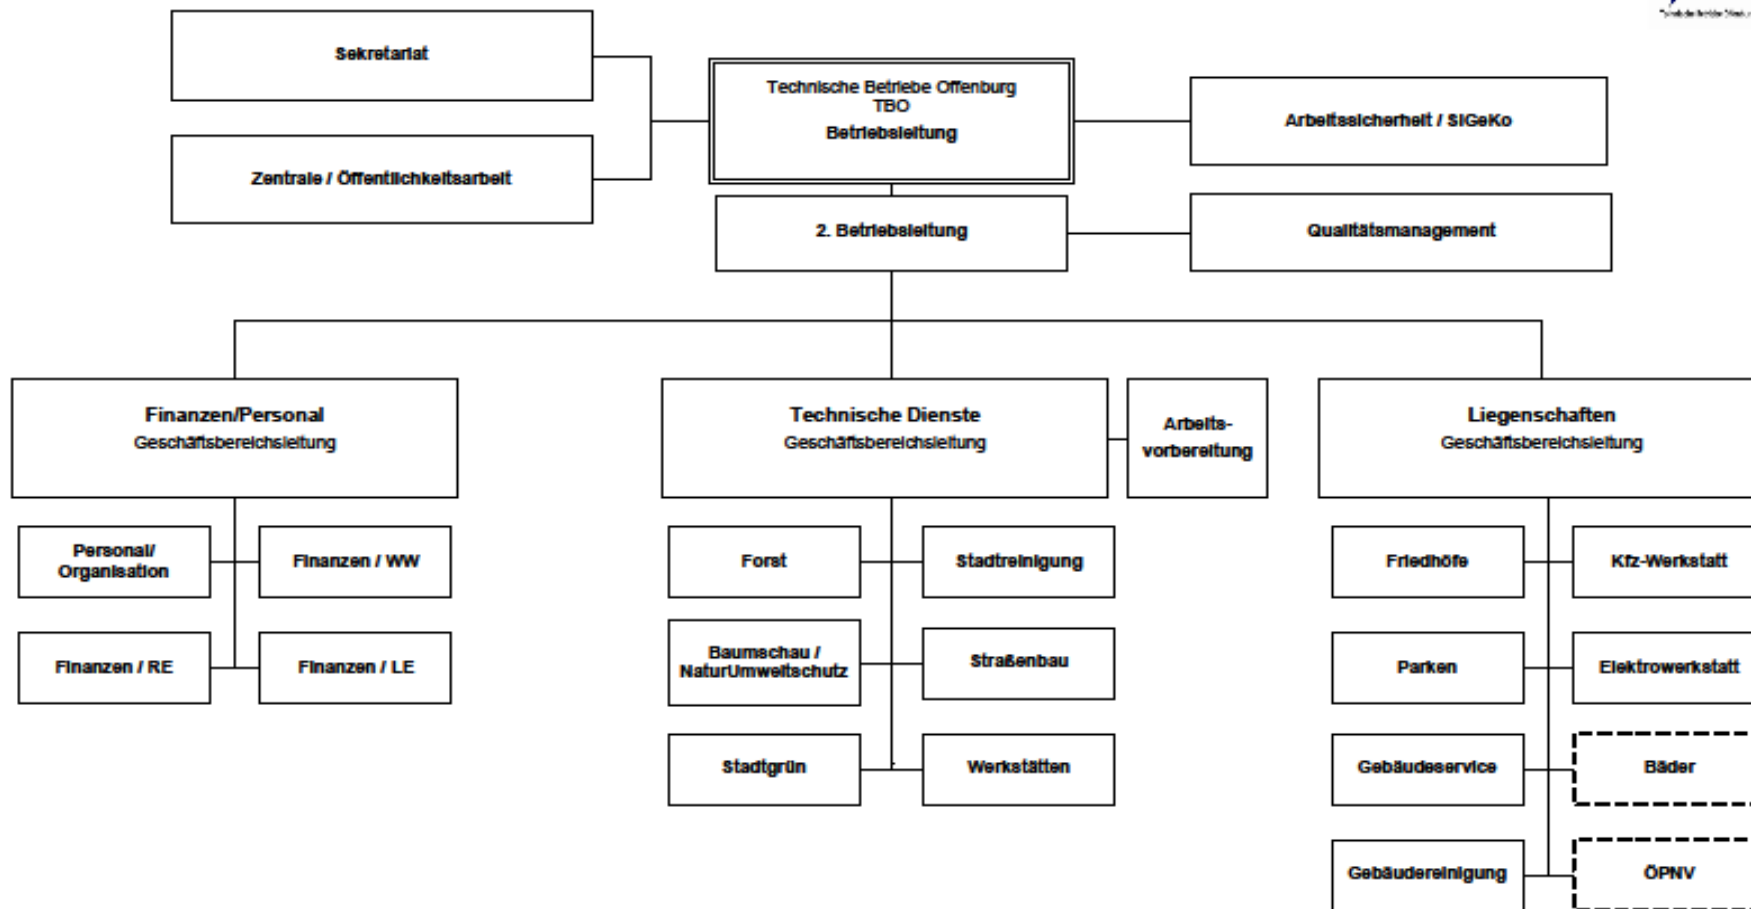 Sekretariat
Technische Betriebe Offenburg
TBO
Betriebsleitung
Arbeitssicherheit / SiGeKo
Zentrale / Öffentlichkeitsarbeit
2. Betriebsleitung
Qualitätsmanagement
Finanzen/Personal
Geschäftsbereichsleitung
Technische Dienste
Geschäftsbereichsleitung
Arbeits-
vorbereitung
Liegenschaften
Geschäftsbereichsleitung
Personal/
Organisation
Finanzen / WW
Finanzen / RE
Finanzen / LE
Forst
Stadtreinigung
Baumschau /
NaturUmweltschutz
Straßenbau
Stadtgrün
Werkstätten
Friedhöfe
Kfz-Werkstatt
Parken
Elektrowerkstatt
Gebäudeservice
Bäder
Gebäudereinigung
ÖPNV